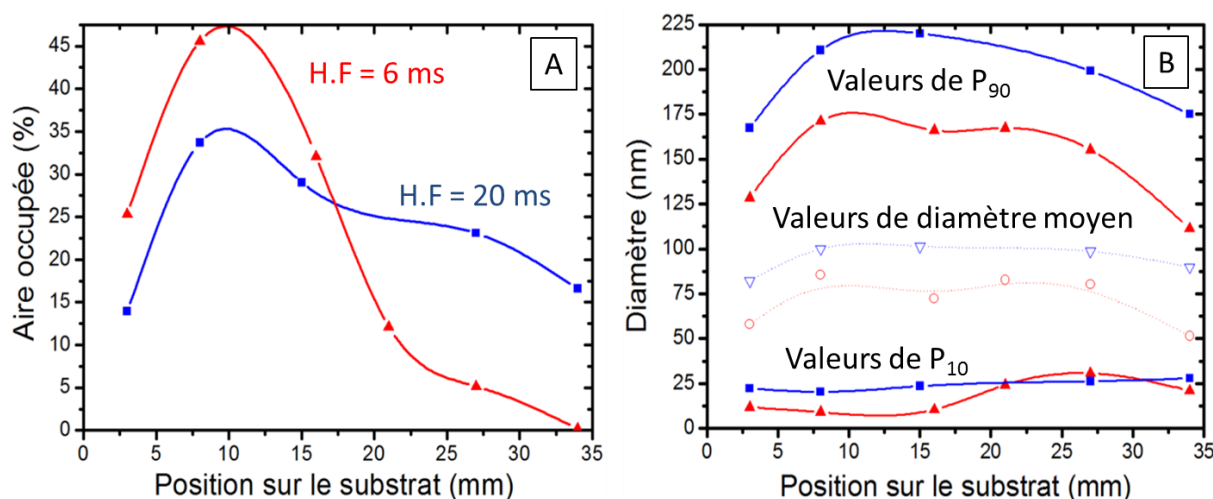 A
H.F = 6 ms
H.F = 20 ms
Aire occupée (%)
45
40
35
30
25
20
15
10
5
0
0 5 10 15 20 25 30 35
Position sur le substrat (mm)
B
Valeurs de P90
Valeurs de diamètre moyen
Valeurs de P10
Diamètre (nm)
225
200
175
150
125
100
75
50
25
0
0 5 10 15 20 25 30 35
Position sur le substrat (mm)